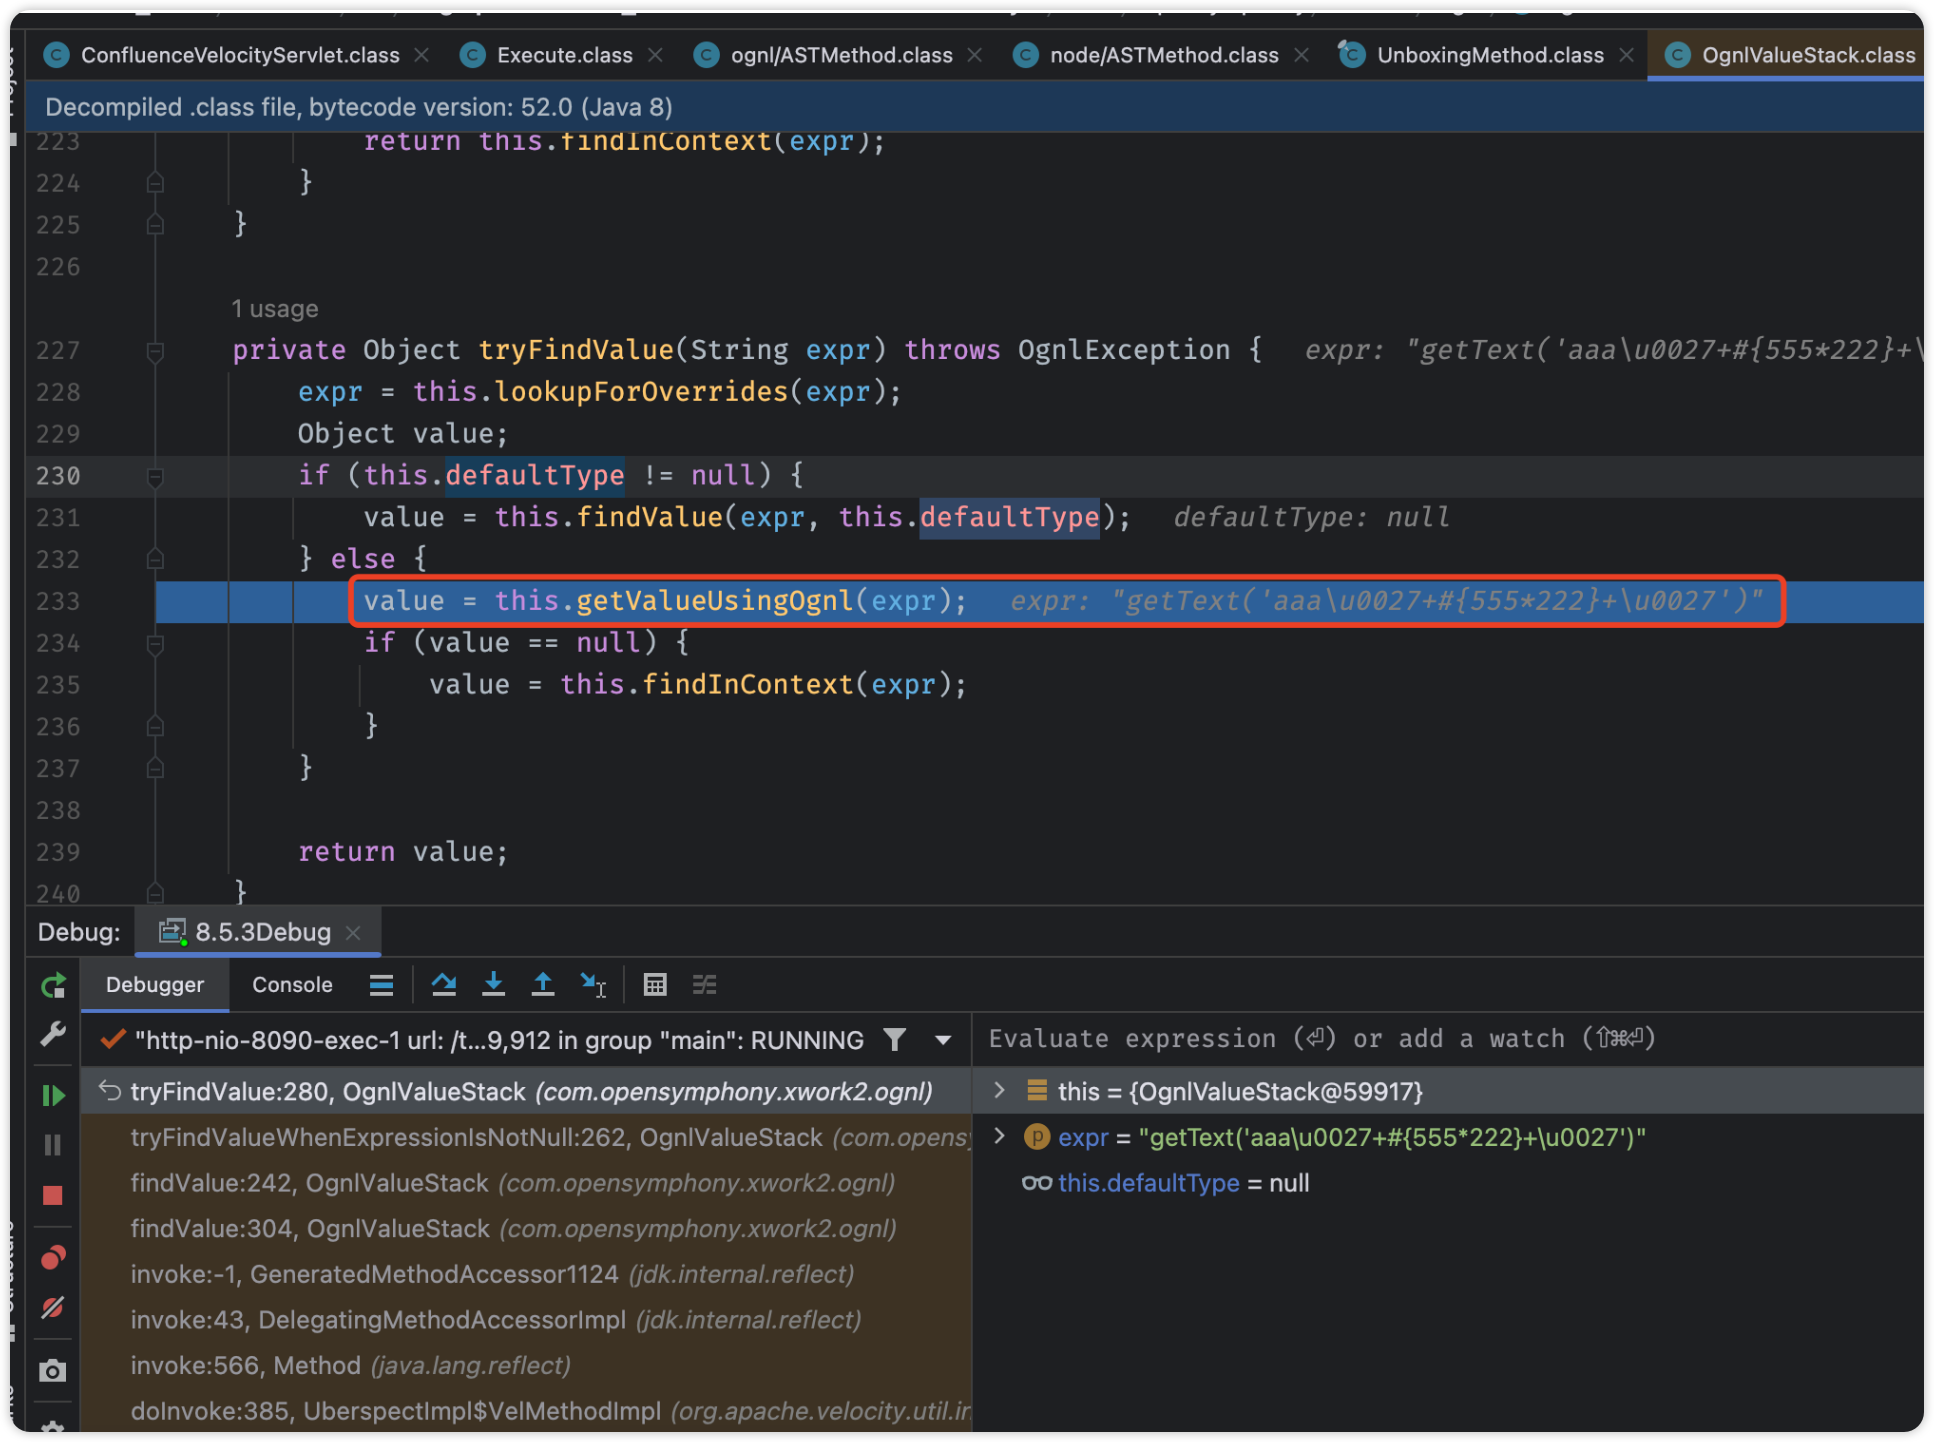 ConfluenceVelocityServlet.class Execute.class ognl/ASTMethod.class node/ASTMethod.class UnboxingMethod.class OgnlValueStack.class
Decompiled .class file, bytecode version: 52.0 (Java 8)
223 return this.findInContext(expr);
224 }
225 }
226
1 usage
227 private Object tryFindValue(String expr) throws OgnlException { expr: "getText('aaa\u0027+#{555*222}+\
228 expr = this.lookupForOverrides(expr);
229 Object value;
230 if (this.defaultType != null) {
231 value = this.findValue(expr, this.defaultType); defaultType: null
232 } else {
233 value = this.getValueUsingOgnl(expr); expr: "getText('aaa\u0027+#{555*222}+\u0027')"
234 if (value == null) {
235 value = this.findInContext(expr);
236 }
237 }
238
239 return value;
240 }
Debug: 8.5.3Debug
Debugger Console
"http-nio-8090-exec-1 url: /t...9,912 in group "main": RUNNING
Evaluate expression (⏎) or add a watch (⇧⌘⏎)
tryFindValue:280, OgnlValueStack (com.opensymphony.xwork2.ognl)
this = {OgnlValueStack@59917}
tryFindValueWhenExpressionIsNotNull:262, OgnlValueStack (com.opensy
expr = "getText('aaa\u0027+#{555*222}+\u0027')"
findValue:242, OgnlValueStack (com.opensymphony.xwork2.ognl)
this.defaultType = null
findValue:304, OgnlValueStack (com.opensymphony.xwork2.ognl)
invoke:-1, GeneratedMethodAccessor1124 (jdk.internal.reflect)
invoke:43, DelegatingMethodAccessorImpl (jdk.internal.reflect)
invoke:566, Method (java.lang.reflect)
doInvoke:385, UberspectImpl$VelMethodImpl (org.apache.velocity.util.in